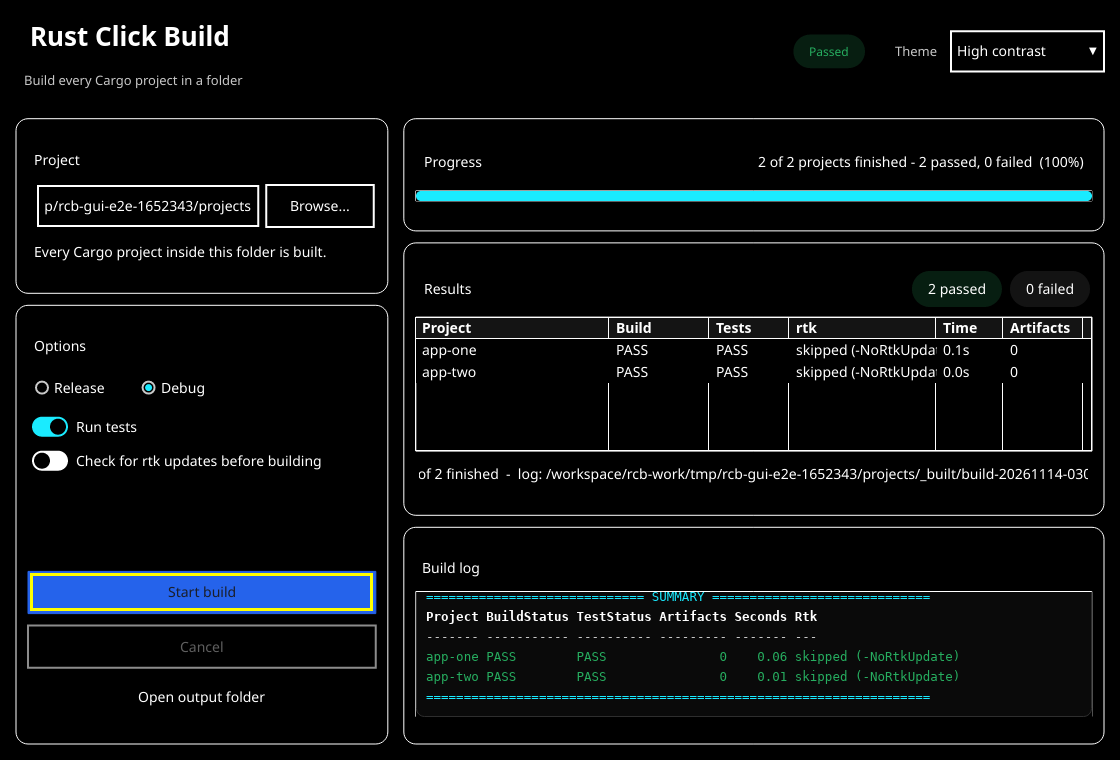 Rust Click Build
Build every Cargo project in a folder
Passed
Theme
High contrast
Project
p/rcb-gui-e2e-1652343/projects
Browse...
Every Cargo project inside this folder is built.
Options
Release
Debug
Run tests
Check for rtk updates before building
Start build
Cancel
Open output folder
Progress
2 of 2 projects finished - 2 passed, 0 failed (100%)
Results
2 passed
0 failed
Project Build Tests rtk Time Artifacts
app-one PASS PASS skipped (-NoRtkUpdat 0.1s 0
app-two PASS PASS skipped (-NoRtkUpdat 0.0s 0
of 2 finished - log: /workspace/rcb-work/tmp/rcb-gui-e2e-1652343/projects/_built/build-20261114-030
Build log
============================= SUMMARY =============================
Project BuildStatus TestStatus Artifacts Seconds Rtk
------- ----------- ---------- --------- ------- ---
app-one PASS        PASS               0    0.06 skipped (-NoRtkUpdate)
app-two PASS        PASS               0    0.01 skipped (-NoRtkUpdate)
===================================================================